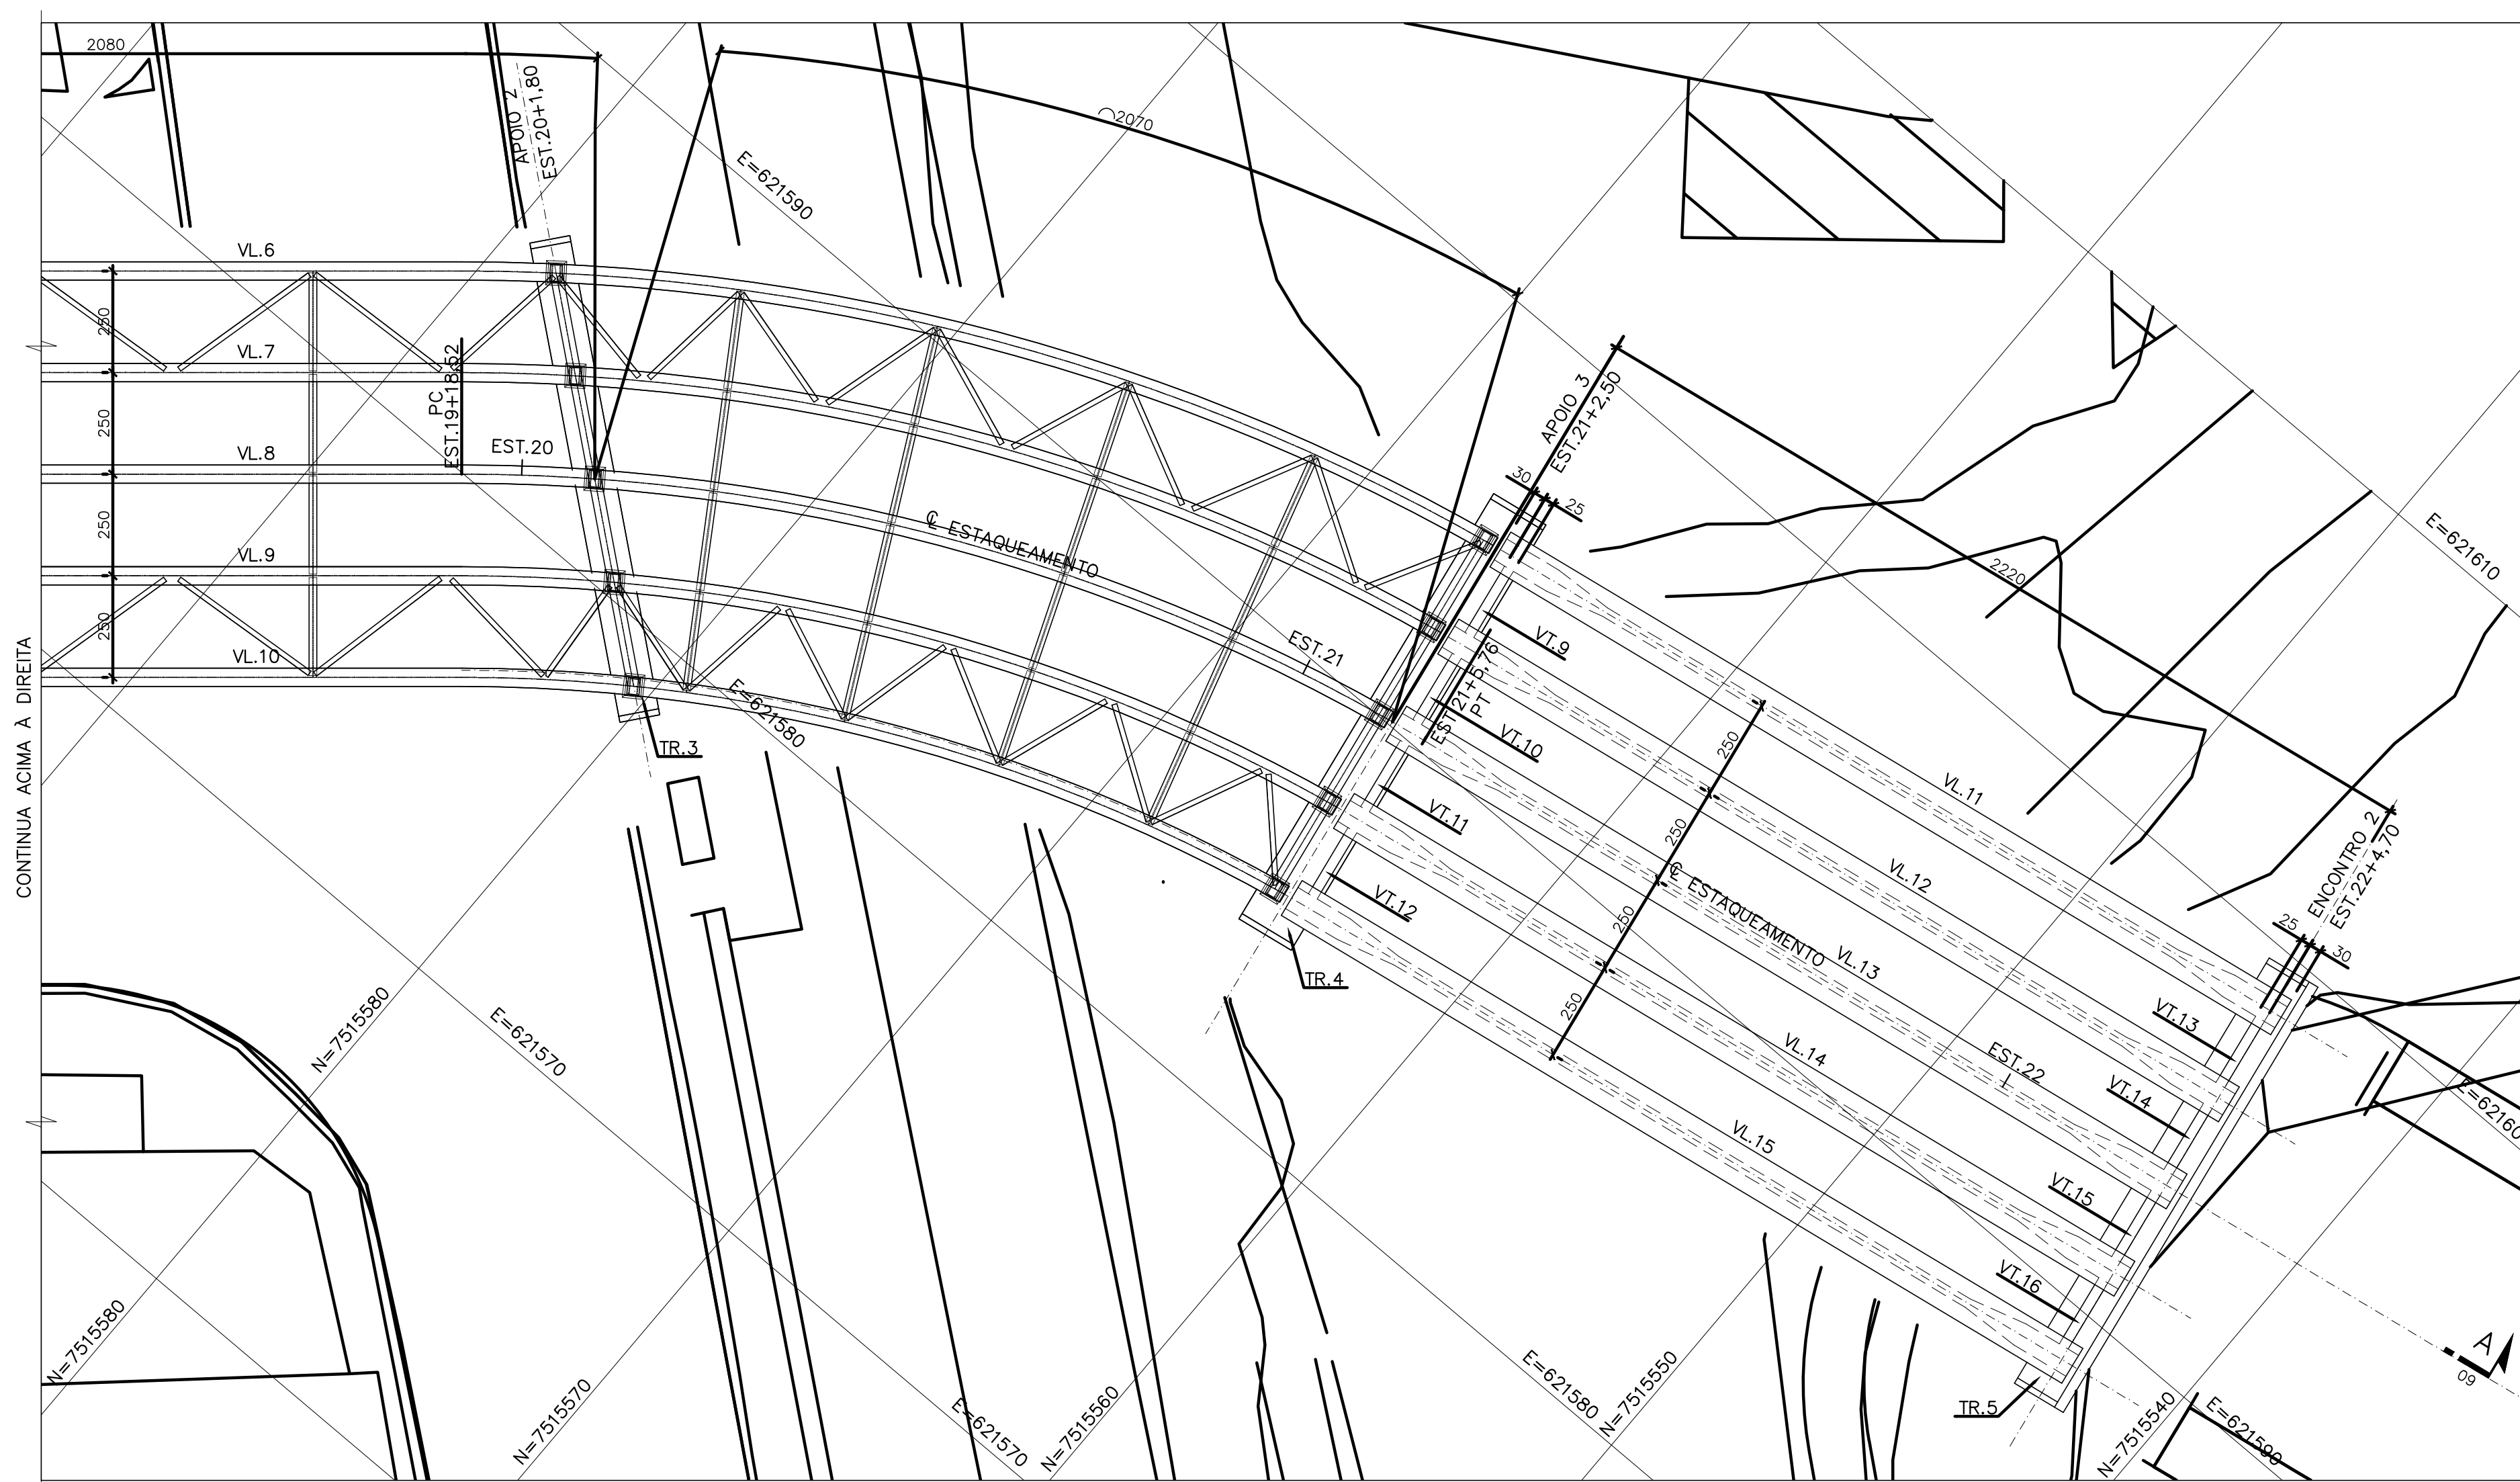 2080
APOIO 2
EST.20+1,80
2070
E=621590
VL.6
250
VL.7
PC
EST.19+18,52
250
VL.8
EST.20
250
VL.9
250
VL.10
CONTINUA ACIMA À DIREITA
TR.3
E=621580
℄ ESTAQUEAMENTO
EST.21
APOIO 3
EST.21+2,50
30
25
2220
E=621610
VT.9
EST.21+5,76
PT
VT.10
VT.11
VT.12
TR.4
250
250
250
250
VL.11
VL.12
℄ ESTAQUEAMENTO
VL.13
VL.14
VL.15
EST.22
ENCONTRO 2
EST.22+4,70
25
30
VT.13
VT.14
VT.15
VT.16
TR.5
A
09
N=7515580
E=621570
N=7515580
N=7515570
E=621570
N=7515560
E=621580
N=7515550
N=7515540
E=621590